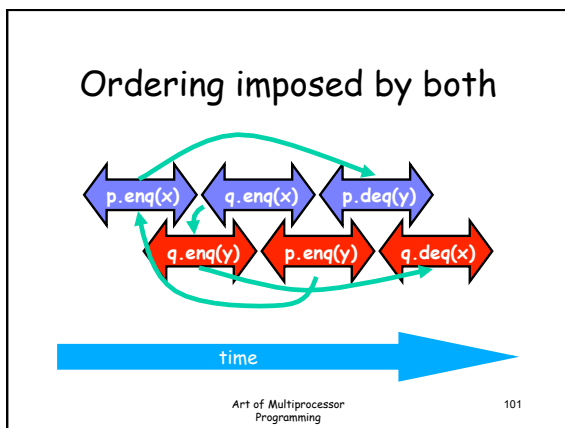 Ordering imposed by both
p.enq(x) q.enq(x) p.deq(y)
q.enq(y) p.enq(y) q.deq(x)
time
Art of Multiprocessor
Programming
101